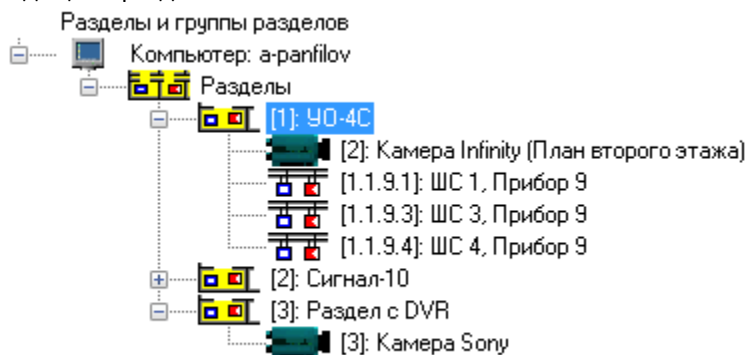 Разделы и группы разделов
Компьютер: a-panfilov
Разделы
[1]: УО-4С
[2]: Камера Infinity (План второго этажа)
[1.1.9.1]: ШС 1, Прибор 9
[1.1.9.3]: ШС 3, Прибор 9
[1.1.9.4]: ШС 4, Прибор 9
[2]: Сигнал-10
[3]: Раздел с DVR
[3]: Камера Sony